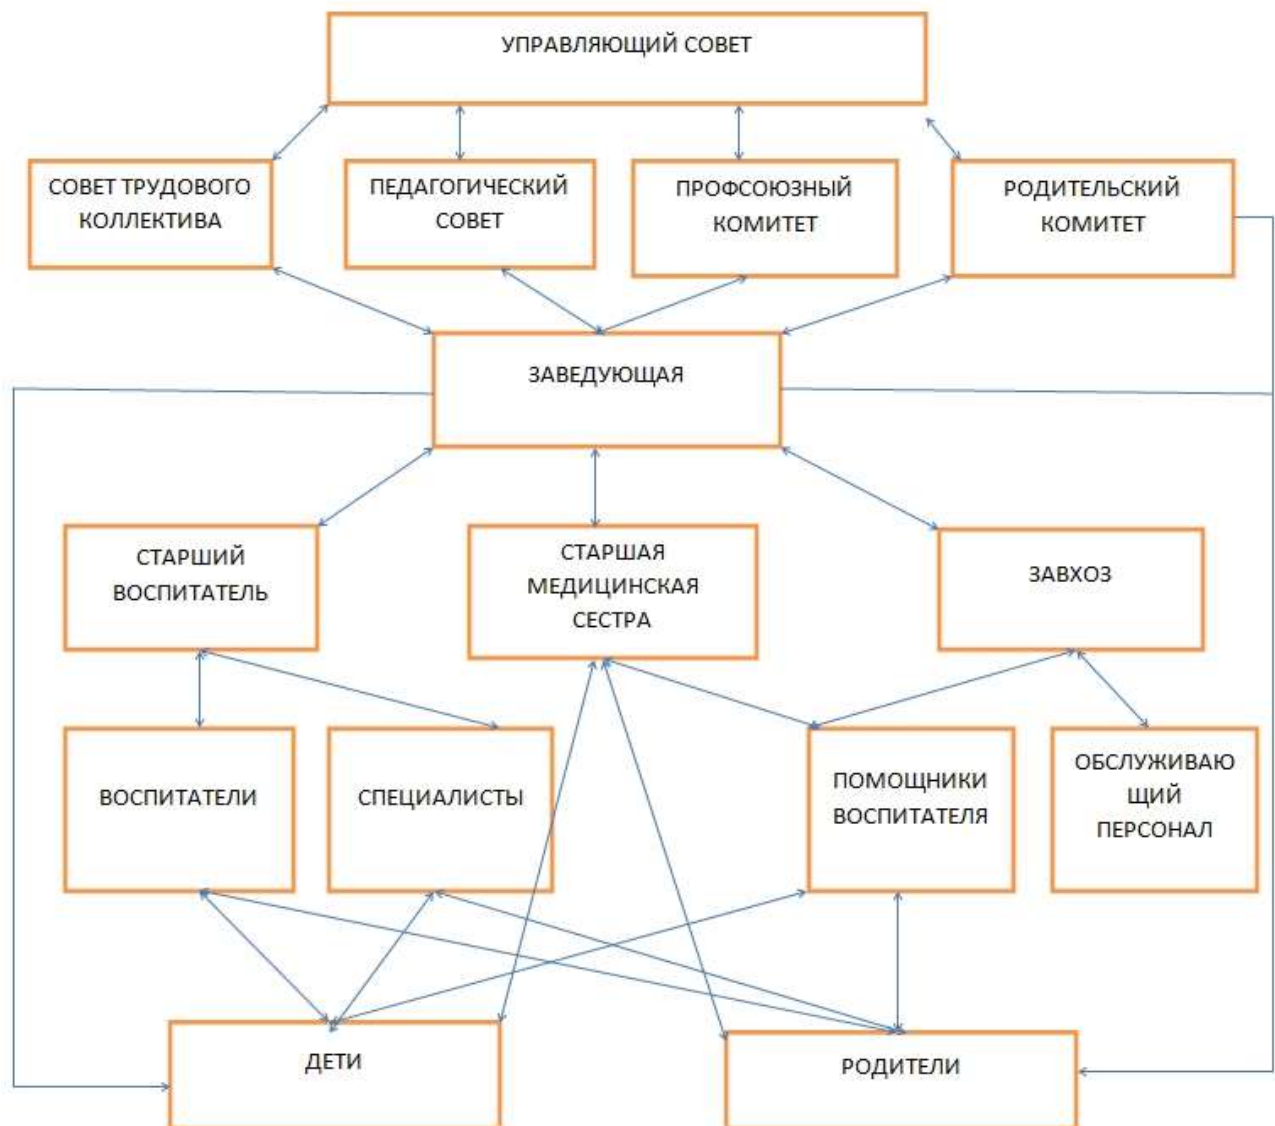 УПРАВЛЯЮЩИЙ СОВЕТ
СОВЕТ ТРУДОВОГО
КОЛЛЕКТИВА
ПЕДАГОГИЧЕСКИЙ
СОВЕТ
ПРОФСОЮЗНЫЙ
КОМИТЕТ
РОДИТЕЛЬСКИЙ
КОМИТЕТ
ЗАВЕДУЮЩАЯ
СТАРШИЙ
ВОСПИТАТЕЛЬ
СТАРШАЯ
МЕДИЦИНСКАЯ
СЕСТРА
ЗАВХОЗ
ВОСПИТАТЕЛИ
СПЕЦИАЛИСТЫ
ПОМОЩНИКИ
ВОСПИТАТЕЛЯ
ОБСЛУЖИВАЮ
ЩИЙ
ПЕРСОНАЛ
ДЕТИ
РОДИТЕЛИ